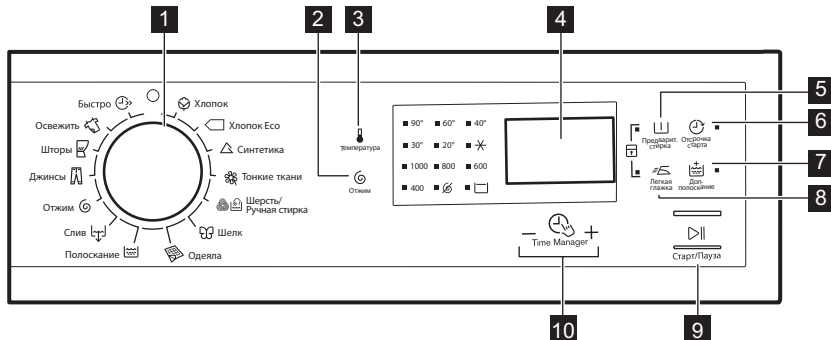 1
2
3
4
5
6
7
8
9
10
Быстро
Освежить
Шторы
Джинсы
Отжим
Слив
Полоскание
Хлопок
Хлопок Eco
Синтетика
Тонкие ткани
Шерсть/
Ручная стирка
Шелк
Одеяла
Температура
Отжим
90° 60° 40°
30° 20°
1000 800 600
400
Предварит.
стирка
Отсрочка
старта
Легкая
глажка
Доп.
полоскание
− +
Time Manager
Старт/Пауза